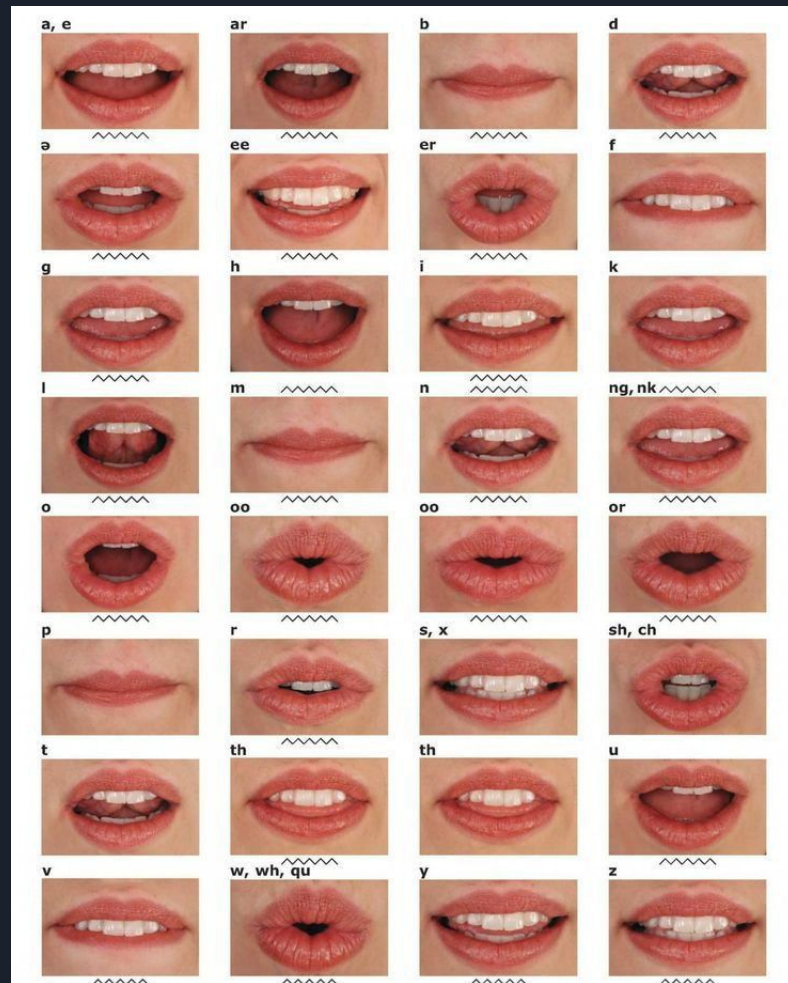 a, e ar b d
ə ee er f
g h i k
l m n ng, nk
o oo oo or
p r s, x sh, ch
t th th u
v w, wh, qu y z